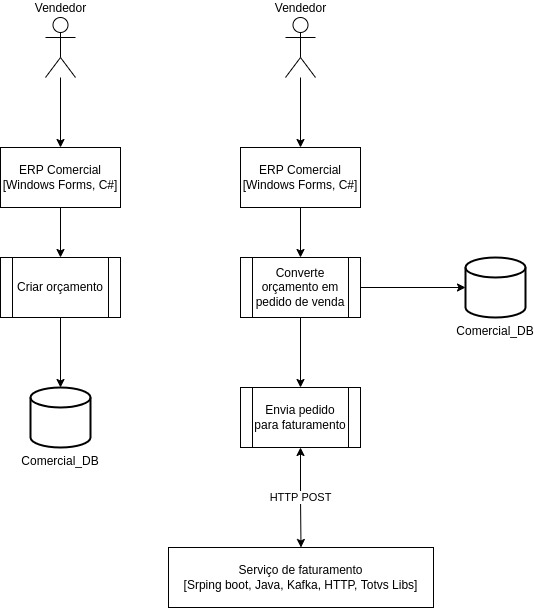 Vendedor
ERP Comercial
[Windows Forms, C#]
Criar orçamento
Comercial_DB
Vendedor
ERP Comercial
[Windows Forms, C#]
Converte
orçamento em
pedido de venda
Comercial_DB
Envia pedido
para faturamento
HTTP POST
Serviço de faturamento
[Srping boot, Java, Kafka, HTTP, Totvs Libs]